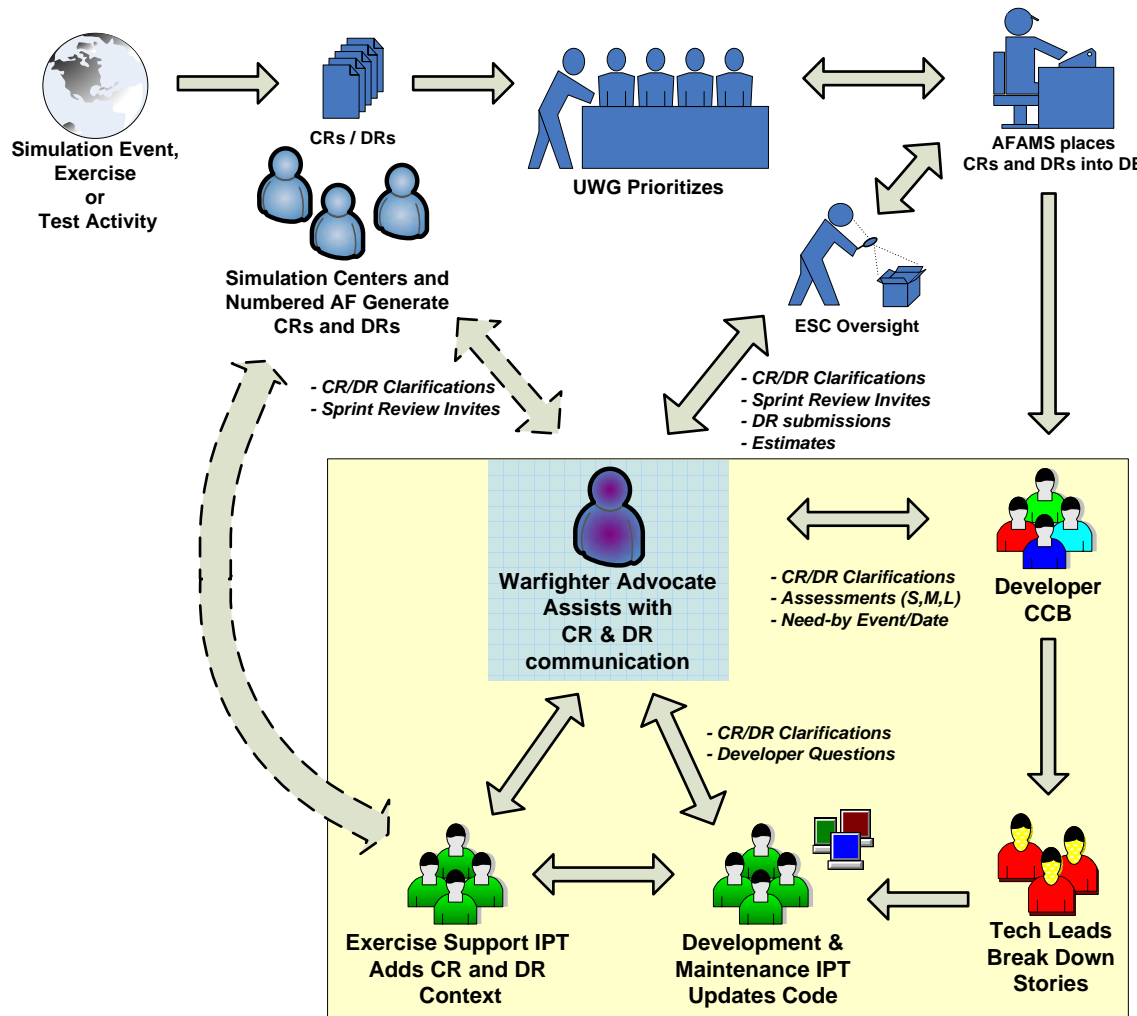 Simulation Event,
Exercise
or
Test Activity
CRs / DRs
Simulation Centers and
Numbered AF Generate
CRs and DRs
UWG Prioritizes
AFAMS places
CRs and DRs into DB
ESC Oversight
- CR/DR Clarifications
- Sprint Review Invites
- CR/DR Clarifications
- Sprint Review Invites
- DR submissions
- Estimates
Warfighter Advocate
Assists with
CR & DR
communication
- CR/DR Clarifications
- Assessments (S,M,L)
- Need-by Event/Date
Developer
CCB
- CR/DR Clarifications
- Developer Questions
Exercise Support IPT
Adds CR and DR
Context
Development &
Maintenance IPT
Updates Code
Tech Leads
Break Down
Stories